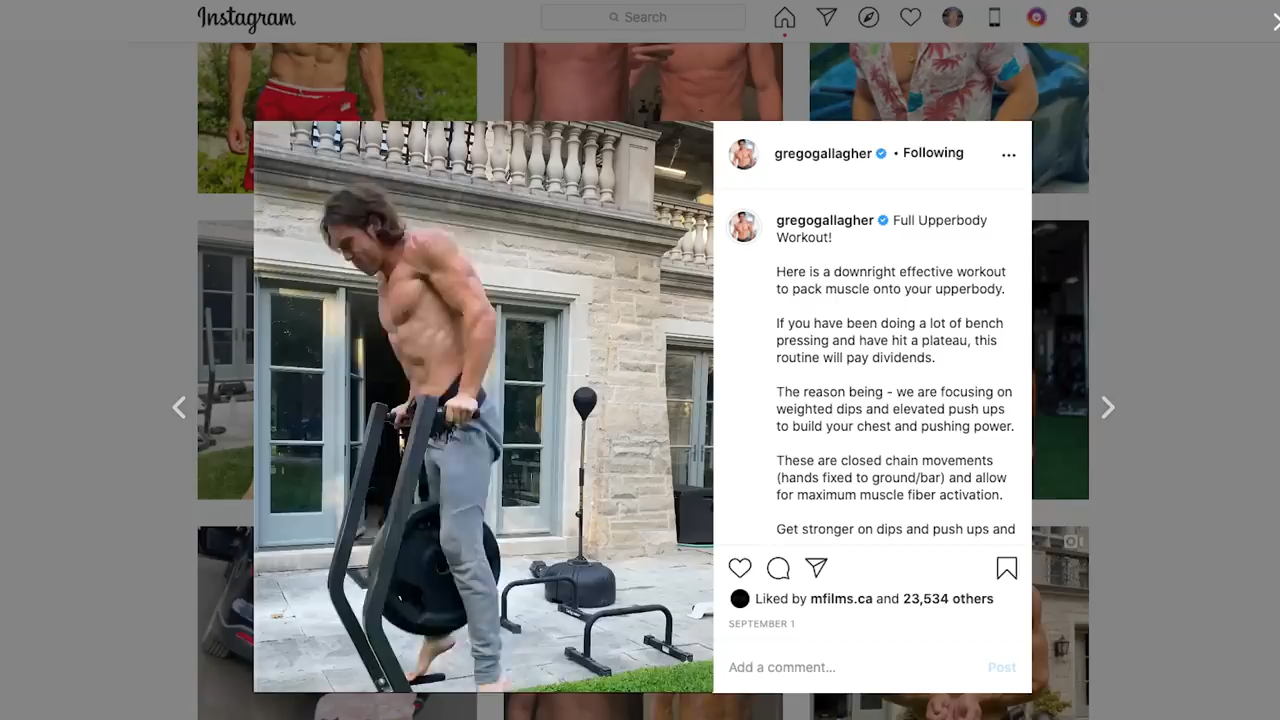 Instagram
Search
gregogallagher • Following
gregogallagher Full Upperbody
Workout!
Here is a downright effective workout
to pack muscle onto your upperbody.
If you have been doing a lot of bench
pressing and have hit a plateau, this
routine will pay dividends.
The reason being - we are focusing on
weighted dips and elevated push ups
to build your chest and pushing power.
These are closed chain movements
(hands fixed to ground/bar) and allow
for maximum muscle fiber activation.
Get stronger on dips and push ups and
Liked by mfilms.ca and 23,534 others
SEPTEMBER 1
Add a comment...
Post